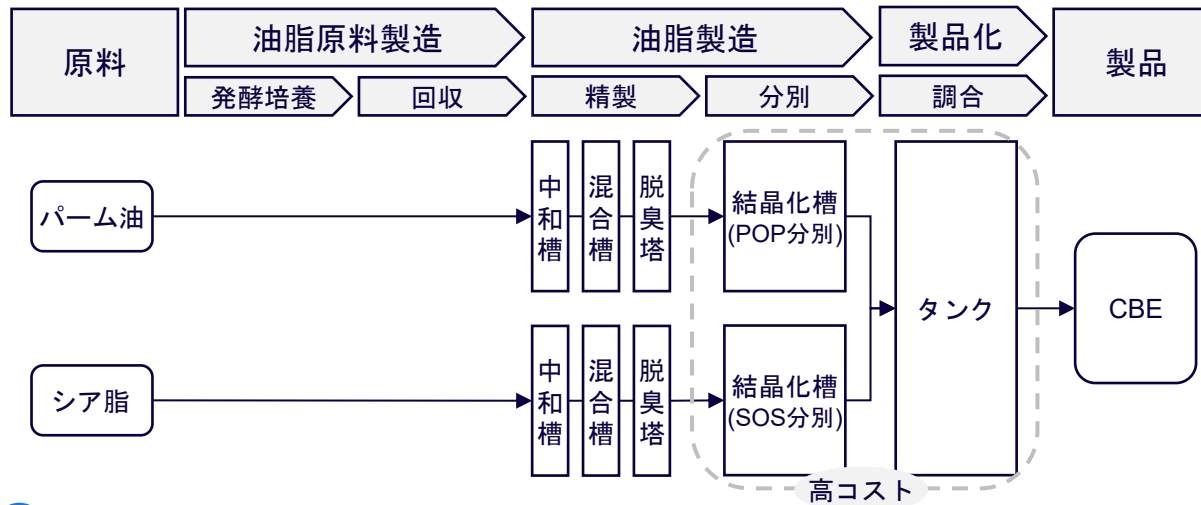 原料
油脂原料製造
油脂製造
製品化
製品
発酵培養
回収
精製
分別
調合
パーム油
中和槽
混合槽
脱臭塔
結晶化槽
(POP分別)
タンク
CBE
シア脂
中和槽
混合槽
脱臭塔
結晶化槽
(SOS分別)
高コスト